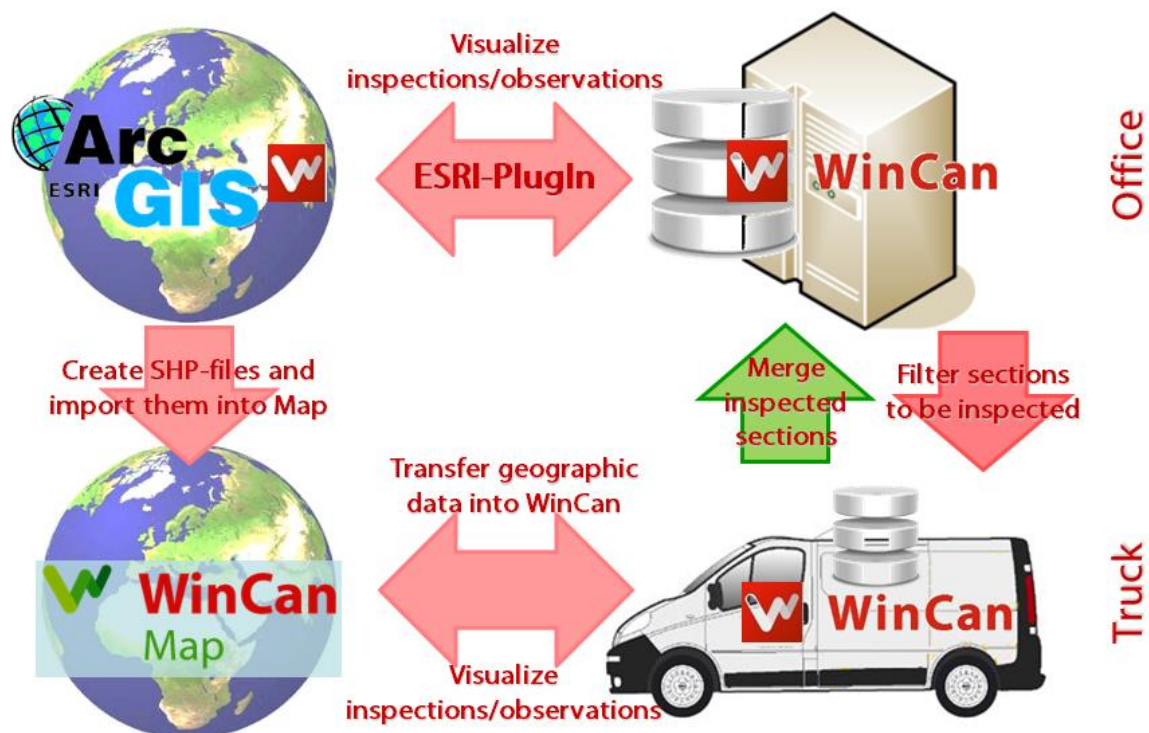 Visualize
inspections/observations
Arc
ESRI
GIS
ESRI-PlugIn
WinCan
Office
Create SHP-files and
import them into Map
Merge
inspected
sections
Filter sections
to be inspected
Transfer geographic
data into WinCan
WinCan
Map
WinCan
Truck
Visualize
inspections/observations